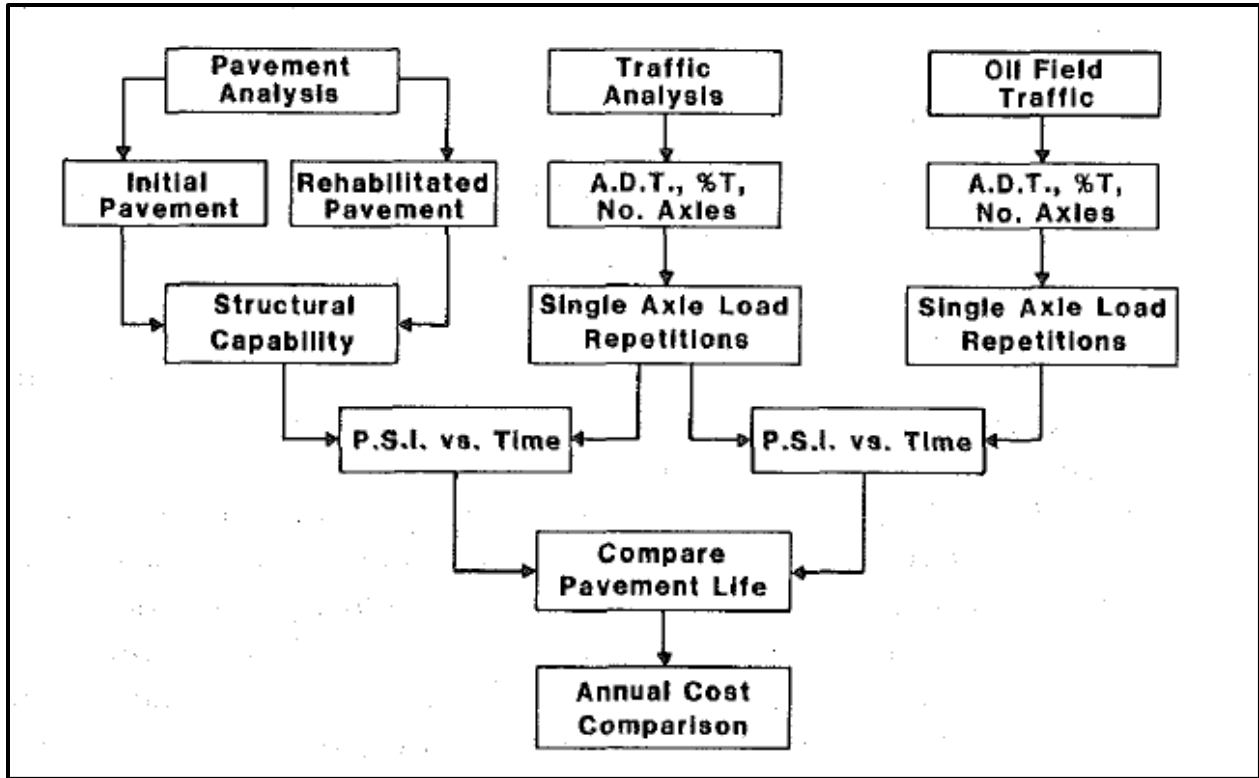 Pavement
Analysis
Traffic
Analysis
Oil Field
Traffic
Initial
Pavement
Rehabilitated
Pavement
A.D.T., %T,
No. Axles
A.D.T., %T,
No. Axles
Structural
Capability
Single Axle Load
Repetitions
Single Axle Load
Repetitions
P.S.I. vs. Time
P.S.I. vs. Time
Compare
Pavement Life
Annual Cost
Comparison